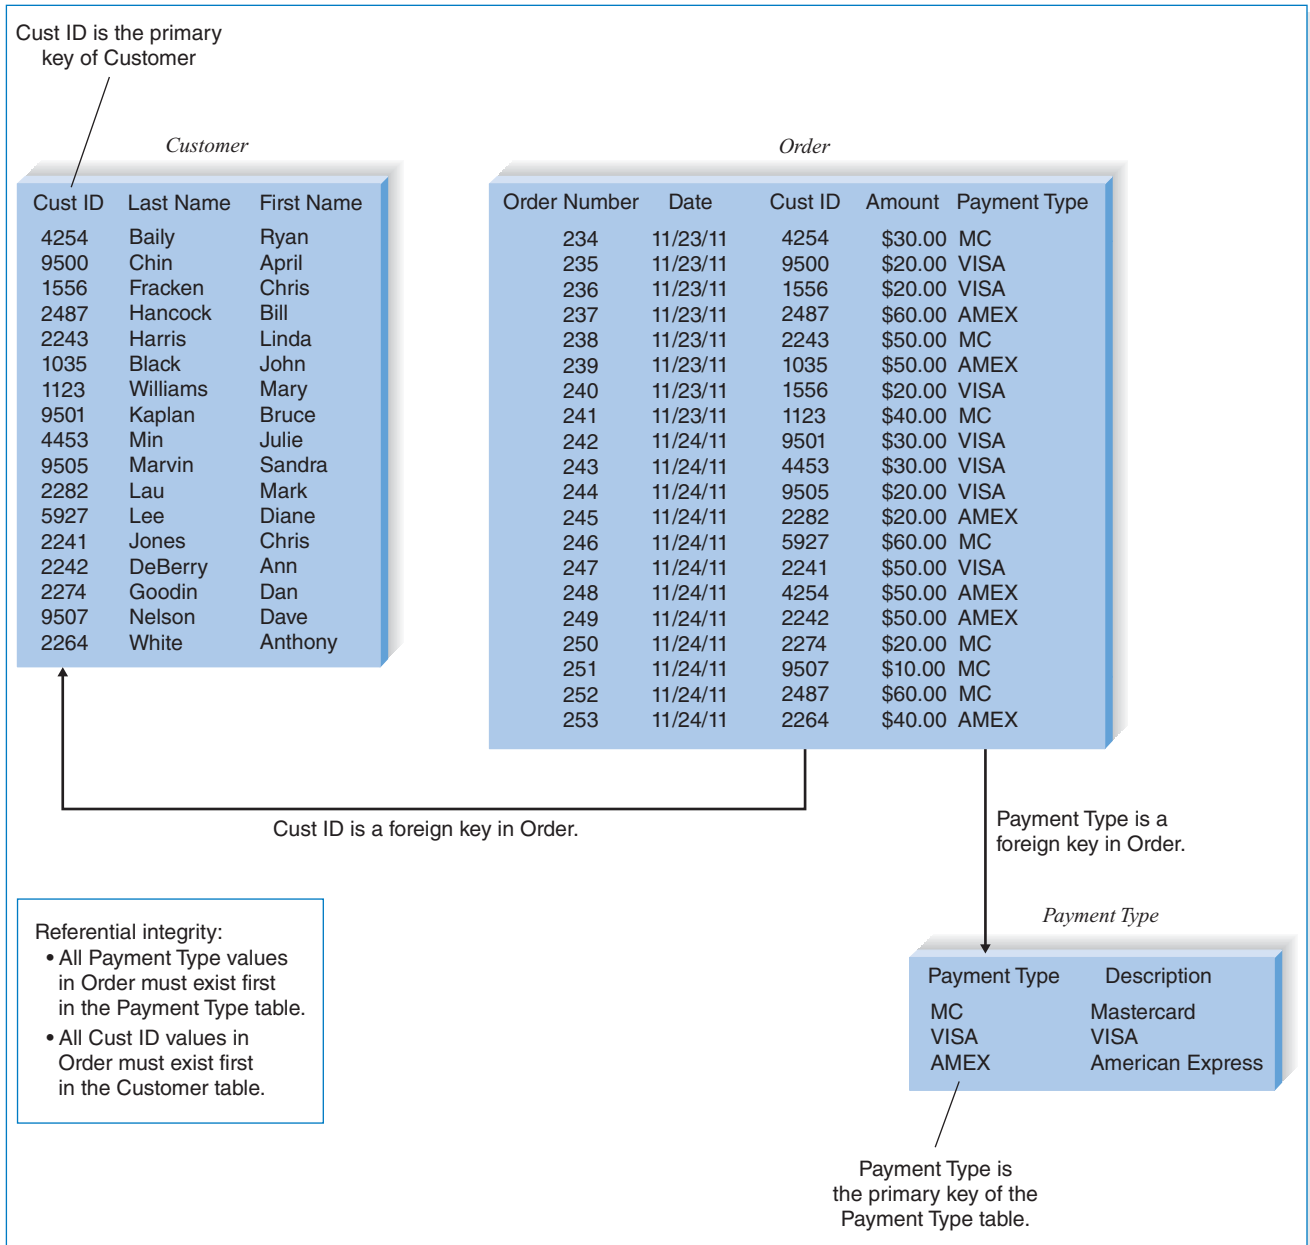 Cust ID is the primary
key of Customer
Customer
Cust ID Last Name First Name
4254 Baily Ryan
9500 Chin April
1556 Fracken Chris
2487 Hancock Bill
2243 Harris Linda
1035 Black John
1123 Williams Mary
9501 Kaplan Bruce
4453 Min Julie
9505 Marvin Sandra
2282 Lau Mark
5927 Lee Diane
2241 Jones Chris
2242 DeBerry Ann
2274 Goodin Dan
9507 Nelson Dave
2264 White Anthony
Order
Order Number Date Cust ID Amount Payment Type
234 11/23/11 4254 $30.00 MC
235 11/23/11 9500 $20.00 VISA
236 11/23/11 1556 $20.00 VISA
237 11/23/11 2487 $60.00 AMEX
238 11/23/11 2243 $50.00 MC
239 11/23/11 1035 $50.00 AMEX
240 11/23/11 1556 $20.00 VISA
241 11/23/11 1123 $40.00 MC
242 11/24/11 9501 $30.00 VISA
243 11/24/11 4453 $30.00 VISA
244 11/24/11 9505 $20.00 VISA
245 11/24/11 2282 $20.00 AMEX
246 11/24/11 5927 $60.00 MC
247 11/24/11 2241 $50.00 VISA
248 11/24/11 4254 $50.00 AMEX
249 11/24/11 2242 $50.00 AMEX
250 11/24/11 2274 $20.00 MC
251 11/24/11 9507 $10.00 MC
252 11/24/11 2487 $60.00 MC
253 11/24/11 2264 $40.00 AMEX
Cust ID is a foreign key in Order.
Payment Type is a
foreign key in Order.
Referential integrity:
• All Payment Type values
in Order must exist first
in the Payment Type table.
• All Cust ID values in
Order must exist first
in the Customer table.
Payment Type
Payment Type Description
MC Mastercard
VISA VISA
AMEX American Express
Payment Type is
the primary key of the
Payment Type table.